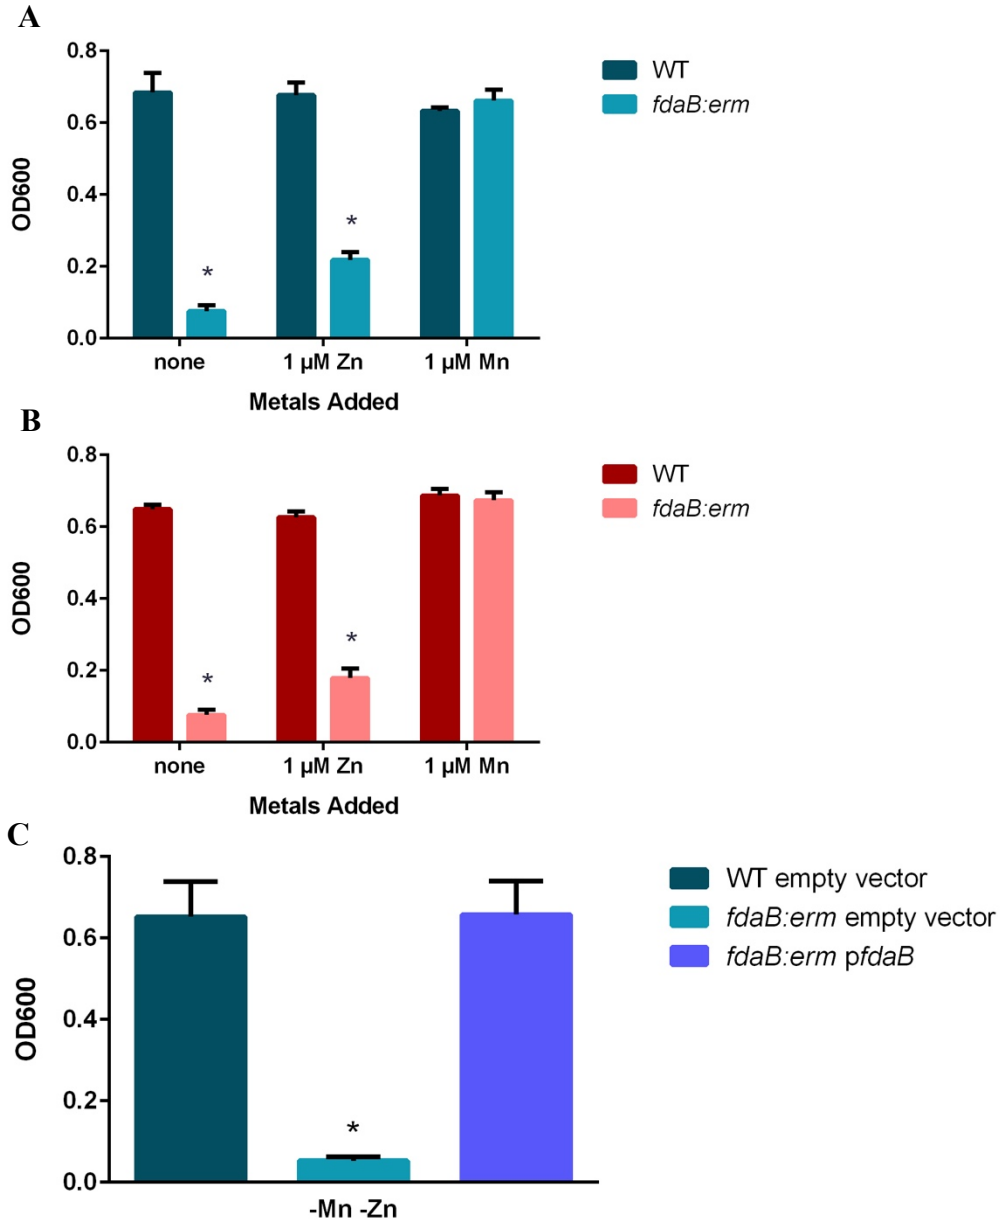 A
0.8
0.6
0.4
0.2
0.0
OD600
*
*
none
1 µM Zn
1 µM Mn
Metals Added
WT
fdaB:erm
B
0.8
0.6
0.4
0.2
0.0
OD600
*
*
none
1 µM Zn
1 µM Mn
Metals Added
WT
fdaB:erm
C
0.8
0.6
0.4
0.2
0.0
OD600
*
-Mn -Zn
WT empty vector
fdaB:erm empty vector
fdaB:erm pfdaB